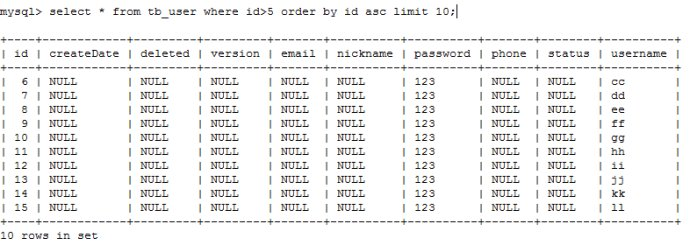 mysql> select * from tb_user where id>5 order by id asc limit 10;
+----+------------+---------+---------+-------+----------+----------+-------+--------+----------+
| id | createDate | deleted | version | email | nickname | password | phone | status | username |
+----+------------+---------+---------+-------+----------+----------+-------+--------+----------+
|  6 | NULL       | NULL    | NULL    | NULL  | NULL     | 123      | NULL  | NULL   | cc       |
|  7 | NULL       | NULL    | NULL    | NULL  | NULL     | 123      | NULL  | NULL   | dd       |
|  8 | NULL       | NULL    | NULL    | NULL  | NULL     | 123      | NULL  | NULL   | ee       |
|  9 | NULL       | NULL    | NULL    | NULL  | NULL     | 123      | NULL  | NULL   | ff       |
| 10 | NULL       | NULL    | NULL    | NULL  | NULL     | 123      | NULL  | NULL   | gg       |
| 11 | NULL       | NULL    | NULL    | NULL  | NULL     | 123      | NULL  | NULL   | hh       |
| 12 | NULL       | NULL    | NULL    | NULL  | NULL     | 123      | NULL  | NULL   | ii       |
| 13 | NULL       | NULL    | NULL    | NULL  | NULL     | 123      | NULL  | NULL   | jj       |
| 14 | NULL       | NULL    | NULL    | NULL  | NULL     | 123      | NULL  | NULL   | kk       |
| 15 | NULL       | NULL    | NULL    | NULL  | NULL     | 123      | NULL  | NULL   | ll       |
+----+------------+---------+---------+-------+----------+----------+-------+--------+----------+
10 rows in set